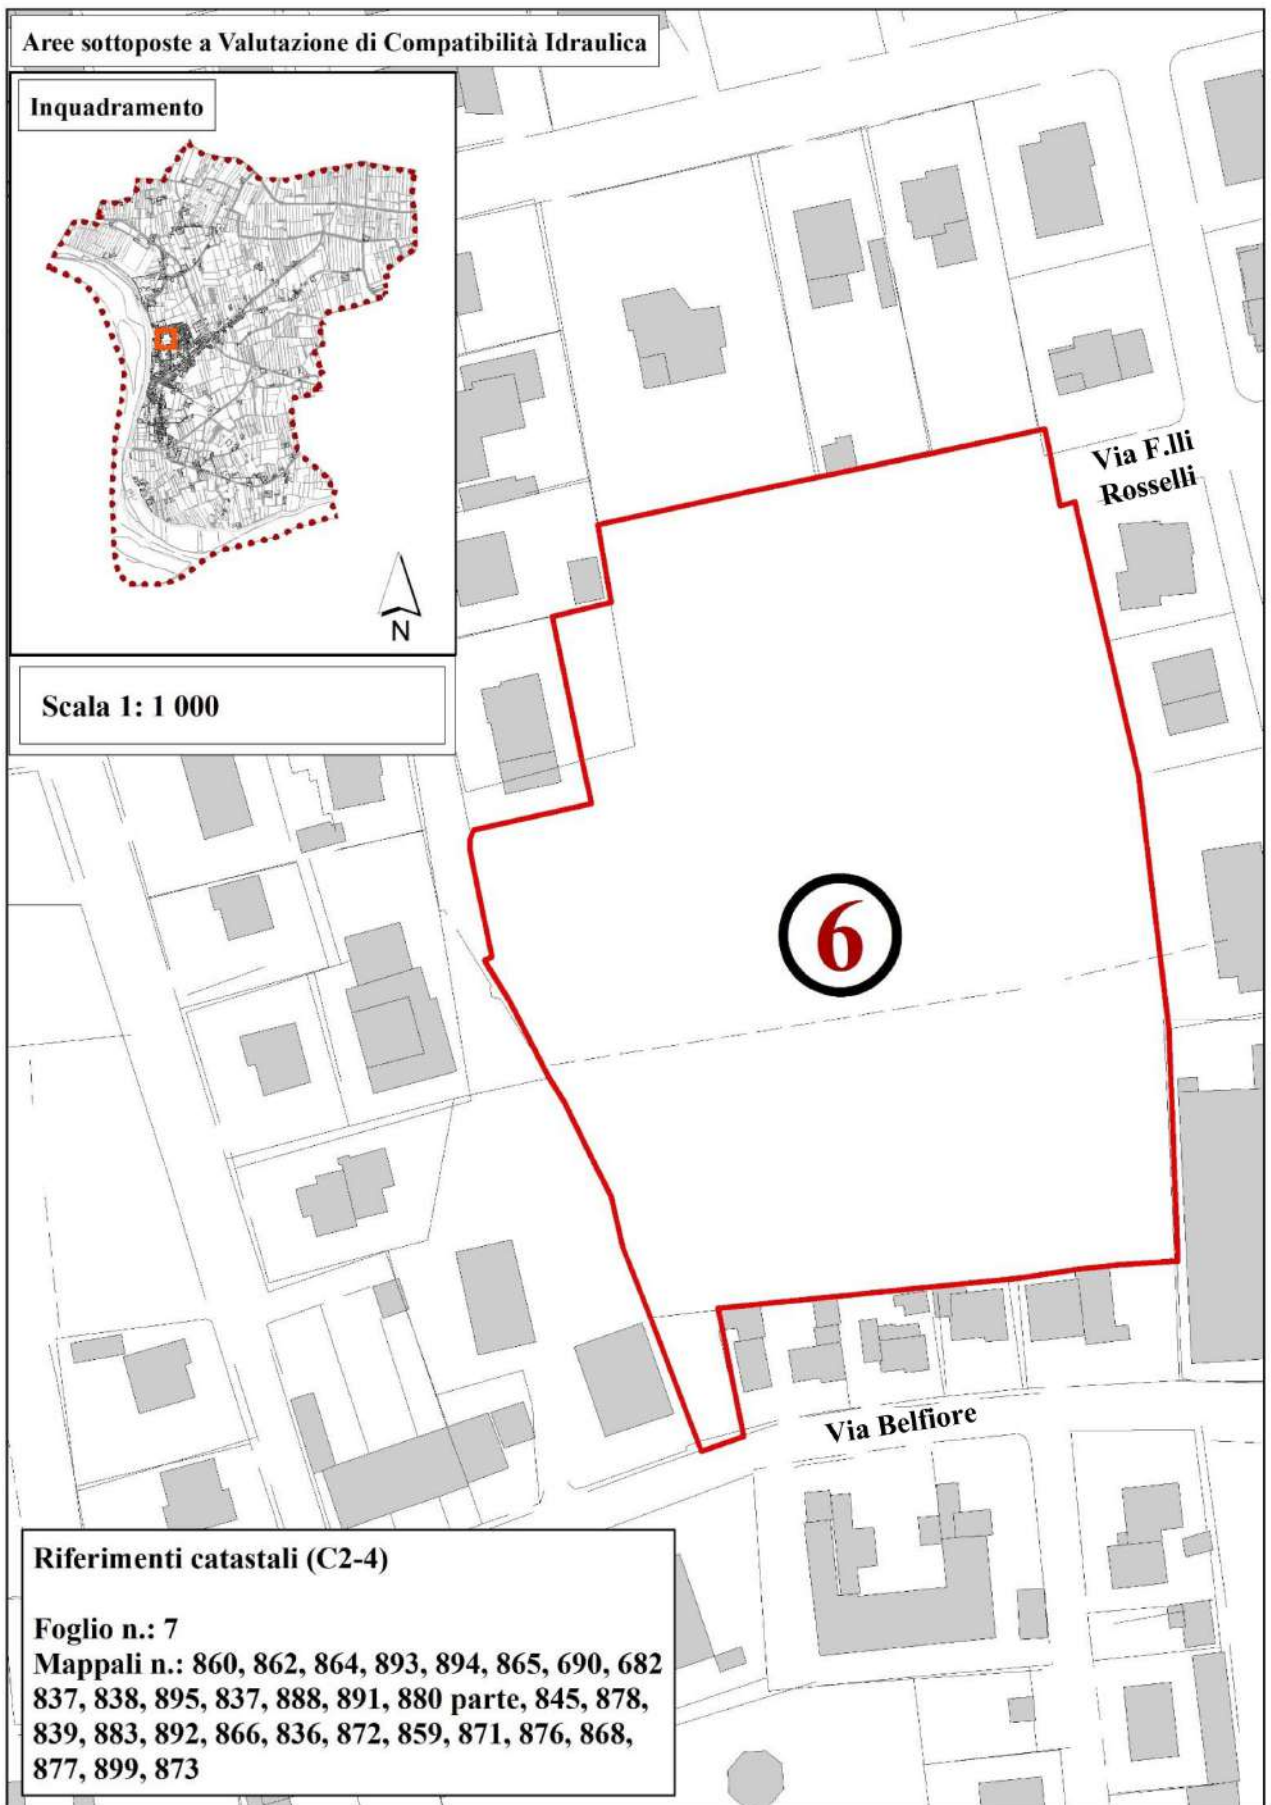 Aree sottoposte a Valutazione di Compatibilità Idraulica
Inquadramento
N
Scala 1: 1 000
Via F.lli
Rosselli
6
Via Belfiore
Riferimenti catastali (C2-4)
Foglio n.: 7
Mappali n.: 860, 862, 864, 893, 894, 865, 690, 682
837, 838, 895, 837, 888, 891, 880 parte, 845, 878,
839, 883, 892, 866, 836, 872, 859, 871, 876, 868,
877, 899, 873